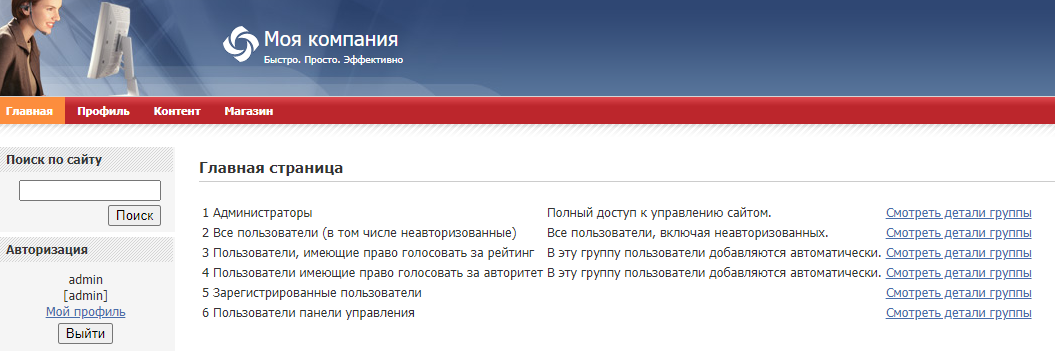 Моя компания
Быстро. Просто. Эффективно
Главная Профиль Контент Магазин
Поиск по сайту
Поиск
Авторизация
admin
[admin]
Мой профиль
Выйти
Главная страница
1 Администраторы Полный доступ к управлению сайтом. Смотреть детали группы
2 Все пользователи (в том числе неавторизованные) Все пользователи, включая неавторизованных. Смотреть детали группы
3 Пользователи, имеющие право голосовать за рейтинг В эту группу пользователи добавляются автоматически. Смотреть детали группы
4 Пользователи имеющие право голосовать за авторитет В эту группу пользователи добавляются автоматически. Смотреть детали группы
5 Зарегистрированные пользователи Смотреть детали группы
6 Пользователи панели управления Смотреть детали группы